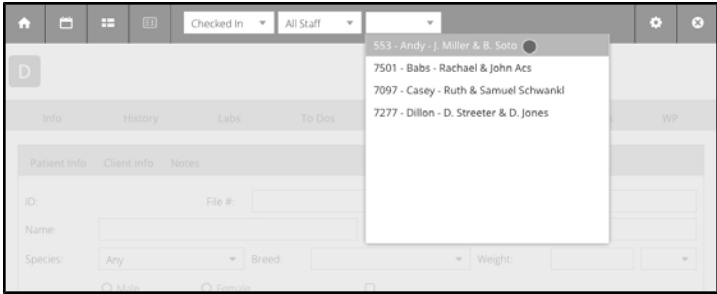 Checked In All Staff
553 - Andy - J. Miller & B. Soto
7501 - Babs - Rachael & John Acs
7097 - Casey - Ruth & Samuel Schwankl
7277 - Dillon - D. Streeter & D. Jones
D
Info History Labs To Dos WP
Patient Info Client Info Notes
ID: File #:
Name:
Species: Any Breed: Weight:
Male Female